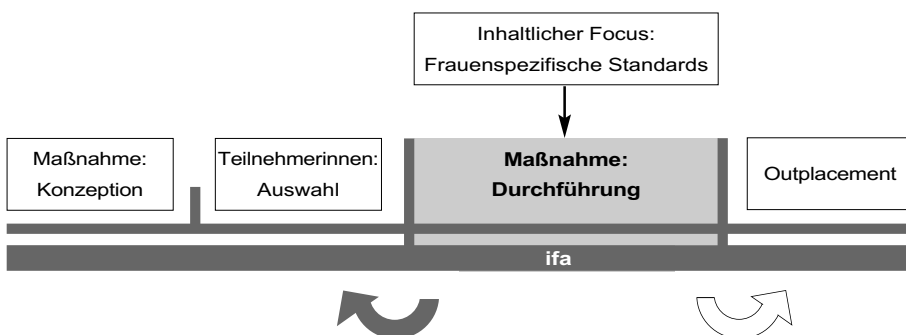 Inhaltlicher Focus:
Frauenspezifische Standards
Maßnahme:
Konzeption
Teilnehmerinnen:
Auswahl
Maßnahme:
Durchführung
Outplacement
ifa